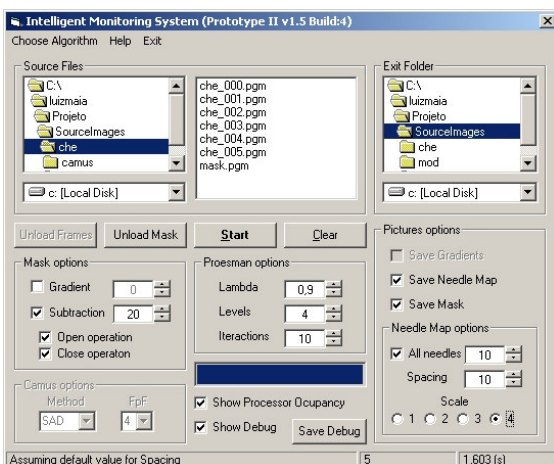 Intelligent Monitoring System (Prototype II v1.5 Build:4)
Choose Algorithm Help Exit
Source Files
C:\
luizmaia
Projeto
SourceImages
che
camus
c: [Local Disk]
che_000.pgm
che_001.pgm
che_002.pgm
che_003.pgm
che_004.pgm
che_005.pgm
mask.pgm
Exit Folder
C:\
luizmaia
Projeto
SourceImages
che
mod
c: [Local Disk]
Unload Frames Unload Mask Start Clear
Mask options
Gradient 0
Subtraction 20
Open operation
Close operaton
Proesman options
Lambda 0,9
Levels 4
Iteractions 10
Pictures options
Save Gradients
Save Needle Map
Save Mask
Needle Map options
All needles 10
Spacing 10
Scale
1 2 3 4
Camus options
Method FpF
SAD 4
Show Processor Ocupancy
Show Debug Save Debug
Assuming default value for Spacing 5 1,603 (s)